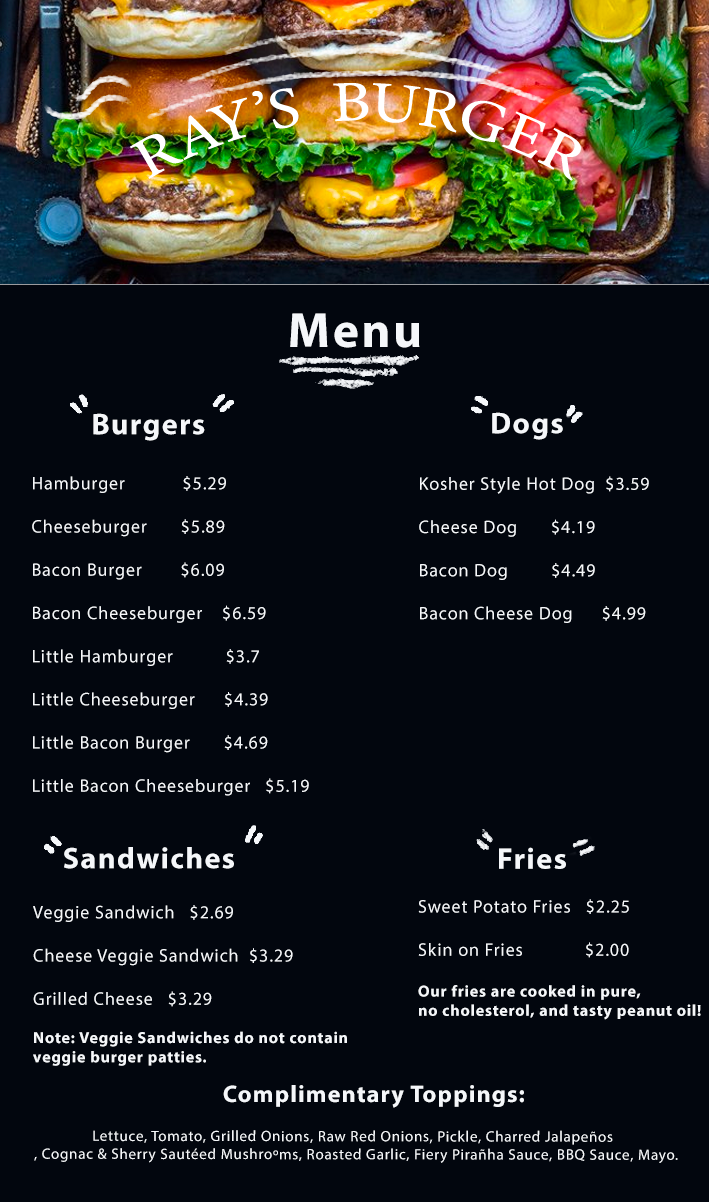 RAY'S BURGER
Menu
Burgers
Hamburger $5.29
Cheeseburger $5.89
Bacon Burger $6.09
Bacon Cheeseburger $6.59
Little Hamburger $3.7
Little Cheeseburger $4.39
Little Bacon Burger $4.69
Little Bacon Cheeseburger $5.19
Dogs
Kosher Style Hot Dog $3.59
Cheese Dog $4.19
Bacon Dog $4.49
Bacon Cheese Dog $4.99
Sandwiches
Veggie Sandwich $2.69
Cheese Veggie Sandwich $3.29
Grilled Cheese $3.29
Note: Veggie Sandwiches do not contain
veggie burger patties.
Fries
Sweet Potato Fries $2.25
Skin on Fries $2.00
Our fries are cooked in pure,
no cholesterol, and tasty peanut oil!
Complimentary Toppings:
Lettuce, Tomato, Grilled Onions, Raw Red Onions, Pickle, Charred Jalapeños
, Cognac & Sherry Sautéed Mushroºms, Roasted Garlic, Fiery Pirañha Sauce, BBQ Sauce, Mayo.